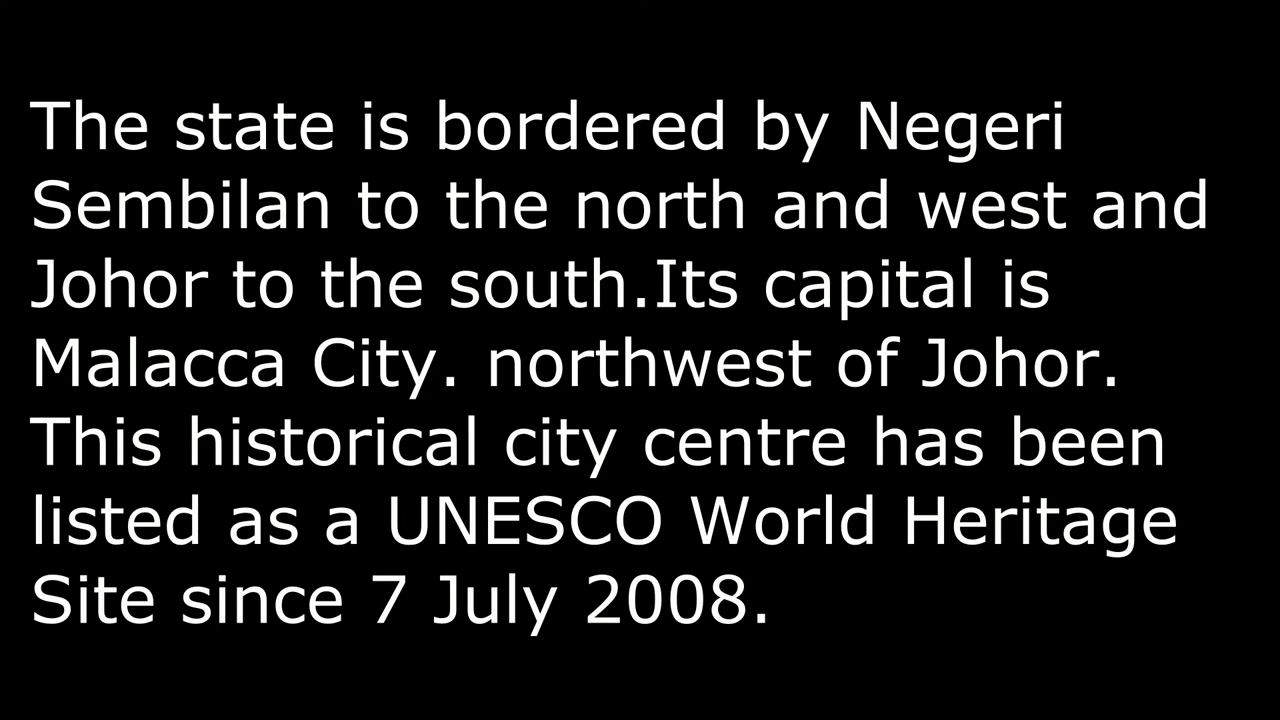 The state is bordered by Negeri
Sembilan to the north and west and
Johor to the south.Its capital is
Malacca City. northwest of Johor.
This historical city centre has been
listed as a UNESCO World Heritage
Site since 7 July 2008.